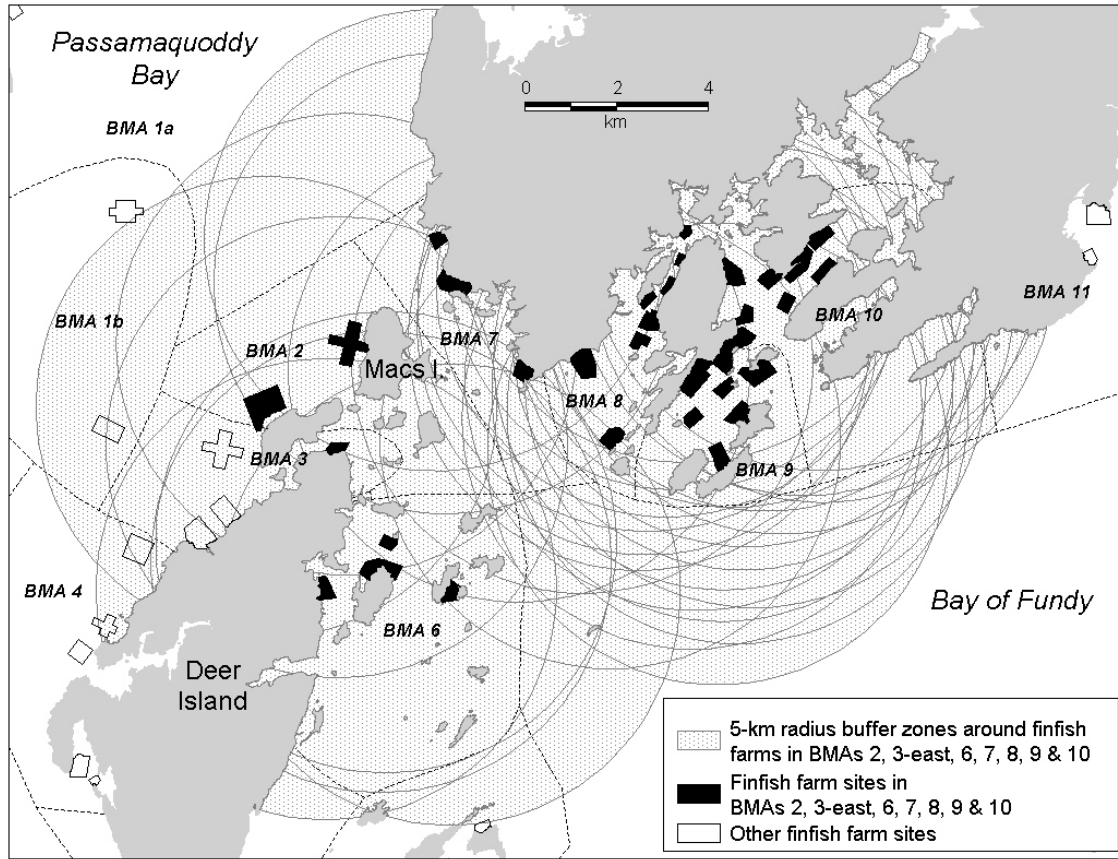 Passamaquoddy
Bay
BMA 1a
0 2 4
km
BMA 1b
BMA 2
BMA 7
Macs I.
BMA 10
BMA 11
BMA 8
BMA 3
BMA 9
BMA 4
BMA 6
Bay of Fundy
Deer
Island
5-km radius buffer zones around finfish
farms in BMAs 2, 3-east, 6, 7, 8, 9 & 10
Finfish farm sites in
BMAs 2, 3-east, 6, 7, 8, 9 & 10
Other finfish farm sites